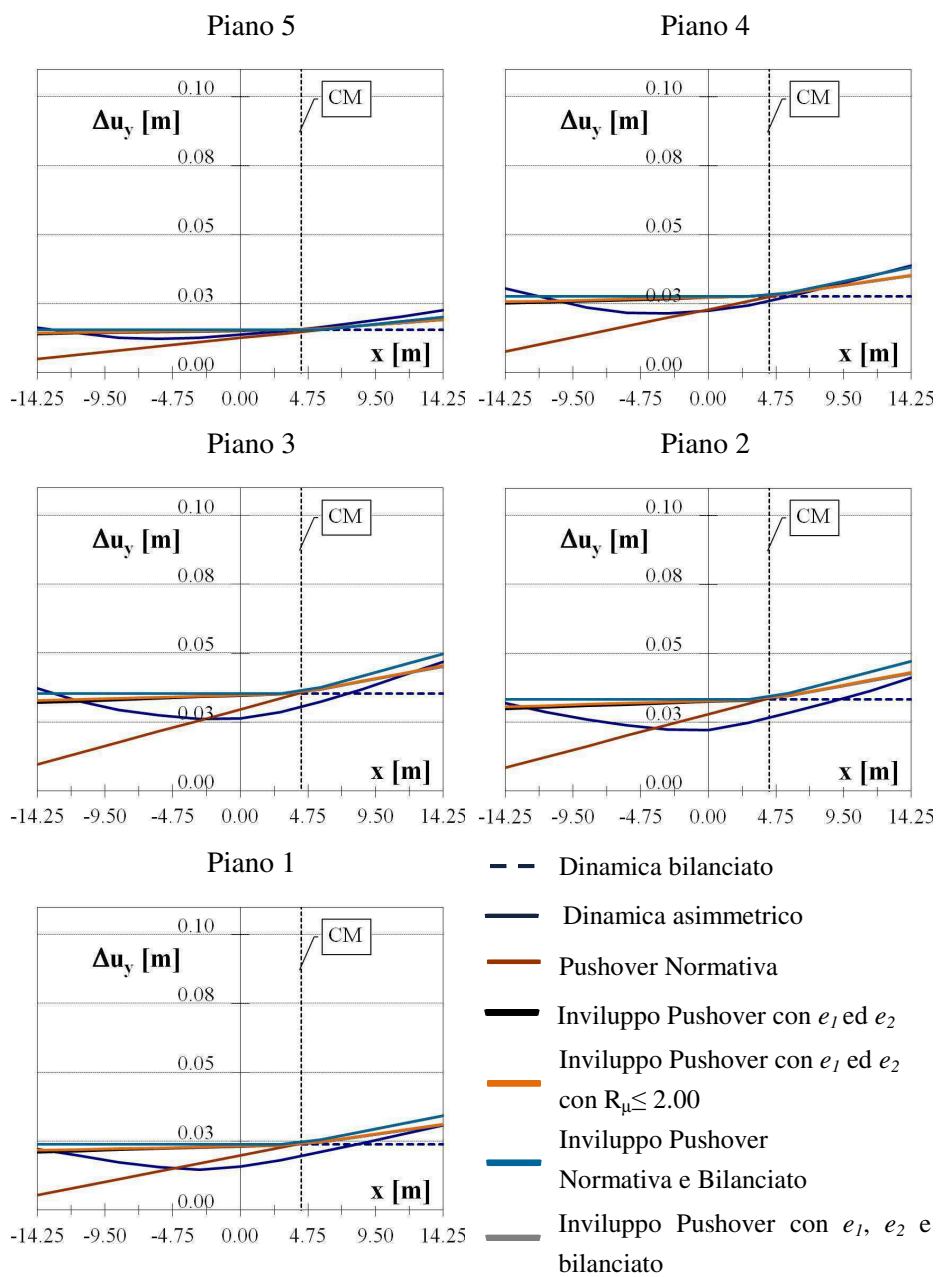 Piano 5
Piano 4
0.10
CM
Δu_y [m]
0.08
0.05
0.03
x [m]
0.00
-14.25 -9.50 -4.75 0.00 4.75 9.50 14.25
0.10
CM
Δu_y [m]
0.08
0.05
0.03
x [m]
0.00
-14.25 -9.50 -4.75 0.00 4.75 9.50 14.25
Piano 3
Piano 2
0.10
CM
Δu_y [m]
0.08
0.05
0.03
x [m]
0.00
-14.25 -9.50 -4.75 0.00 4.75 9.50 14.25
0.10
CM
Δu_y [m]
0.08
0.05
0.03
x [m]
0.00
-14.25 -9.50 -4.75 0.00 4.75 9.50 14.25
Piano 1
0.10
CM
Δu_y [m]
0.08
0.05
0.03
x [m]
0.00
-14.25 -9.50 -4.75 0.00 4.75 9.50 14.25
Dinamica bilanciato
Dinamica asimmetrico
Pushover Normativa
Inviluppo Pushover con e₁ ed e₂
Inviluppo Pushover con e₁ ed e₂
con R_μ≤ 2.00
Inviluppo Pushover
Normativa e Bilanciato
Inviluppo Pushover con e₁, e₂ e
bilanciato